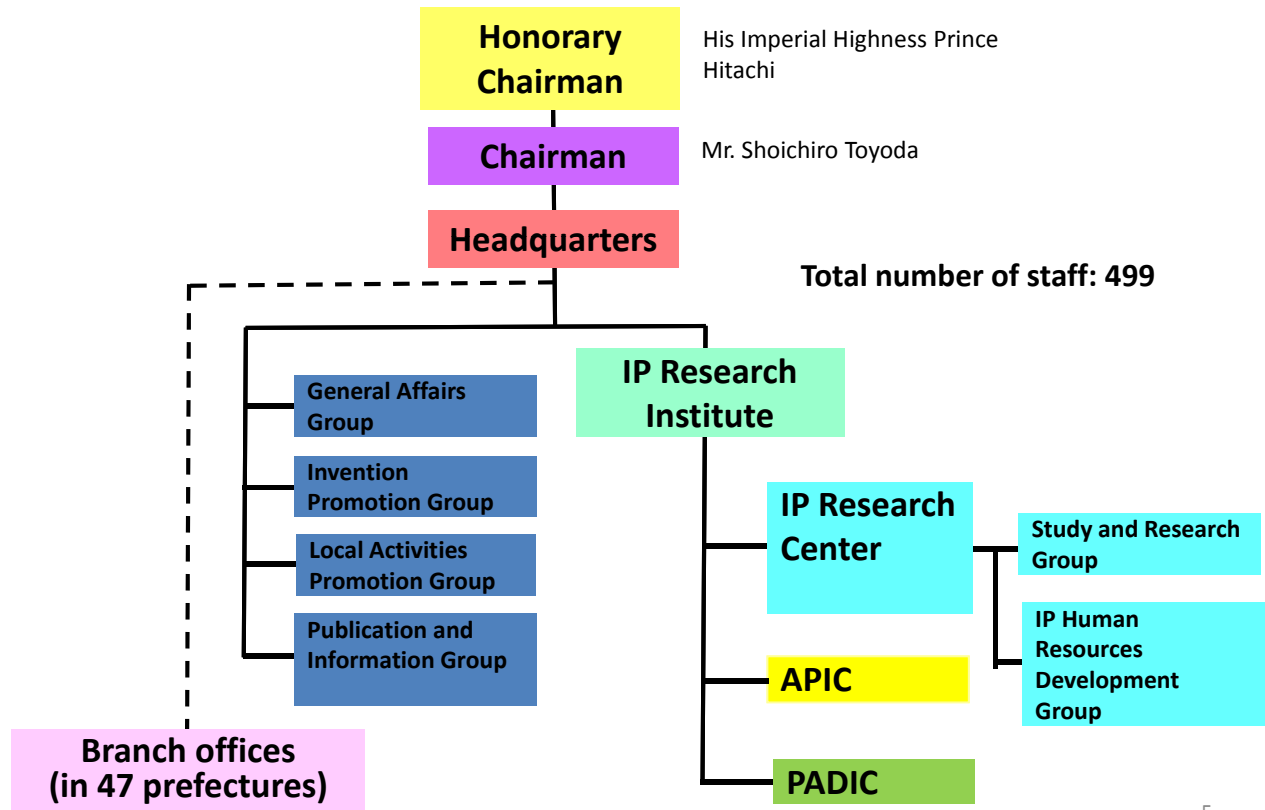 Honorary
Chairman
His Imperial Highness Prince
Hitachi
Chairman
Mr. Shoichiro Toyoda
Headquarters
Total number of staff: 499
IP Research
Institute
General Affairs
Group
Invention
Promotion Group
Local Activities
Promotion Group
Publication and
Information Group
IP Research
Center
Study and Research
Group
IP Human
Resources
Development
Group
APIC
PADIC
Branch offices
(in 47 prefectures)
5